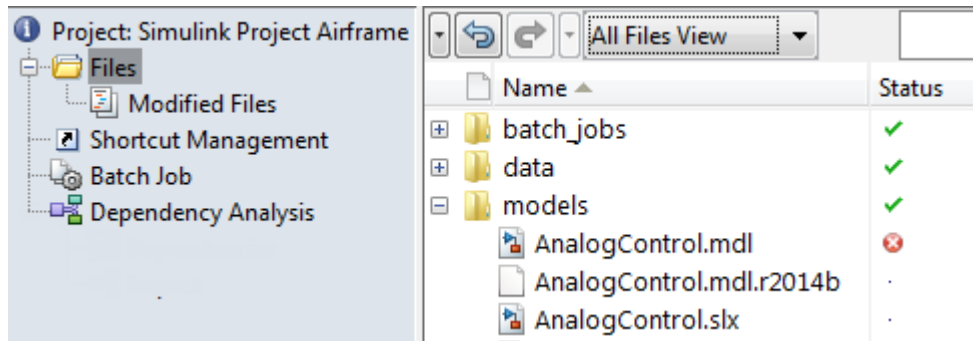 Project: Simulink Project Airframe
Files
Modified Files
Shortcut Management
Batch Job
Dependency Analysis
All Files View
Name Status
batch_jobs
data
models
AnalogControl.mdl
AnalogControl.mdl.r2014b
AnalogControl.slx